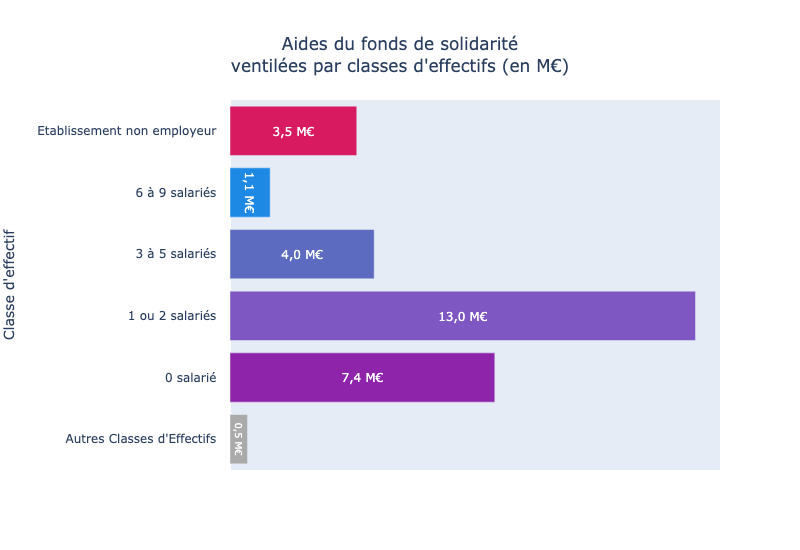 Aides du fonds de solidarité
ventilées par classes d'effectifs (en M€)
Classe d'effectif
Etablissement non employeur
3,5 M€
6 à 9 salariés
1,1 M€
3 à 5 salariés
4,0 M€
1 ou 2 salariés
13,0 M€
0 salarié
7,4 M€
Autres Classes d'Effectifs
0,5 M€